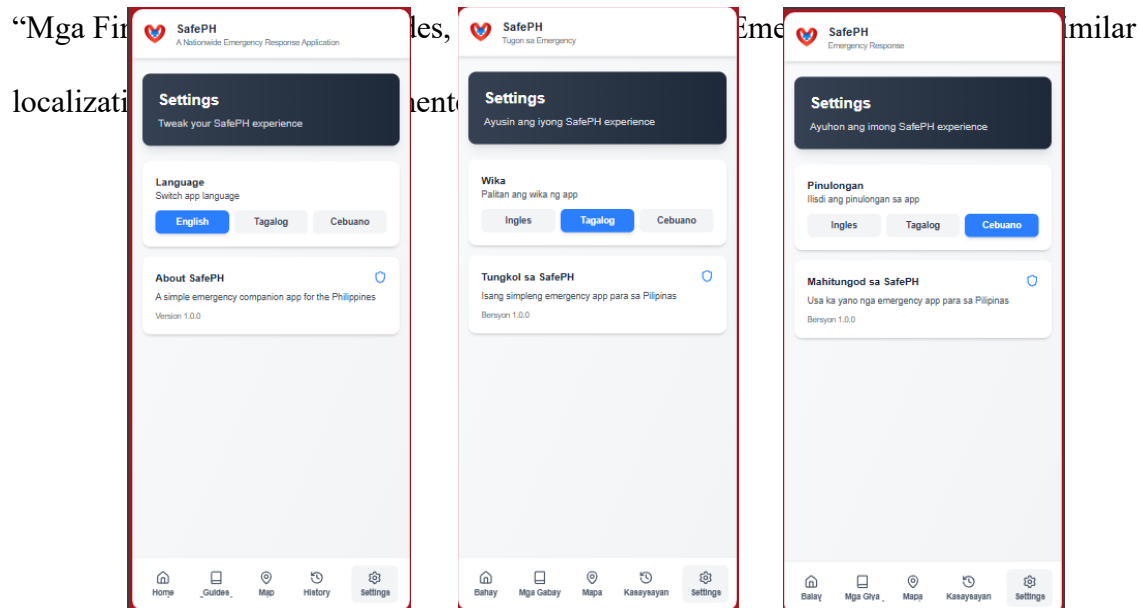 “Mga Fir
des,
Eme
imilar
localizati
mento
SafePH
A Nationwide Emergency Response Application
Settings
Tweak your SafePH experience
Language
Switch app language
English Tagalog Cebuano
About SafePH
A simple emergency companion app for the Philippines
Version 1.0.0
Home Guides Map History Settings
SafePH
Tugon sa Emergency
Settings
Ayusin ang iyong SafePH experience
Wika
Palitan ang wika ng app
Ingles Tagalog Cebuano
Tungkol sa SafePH
Isang simpleng emergency app para sa Pilipinas
Bersyon 1.0.0
Bahay Mga Gabay Mapa Kasaysayan Settings
SafePH
Emergency Response
Settings
Ayuhon ang imong SafePH experience
Pinulongan
Ilisdi ang pinulongan sa app
Ingles Tagalog Cebuano
Mahitungod sa SafePH
Usa ka yano nga emergency app para sa Pilipinas
Bersyon 1.0.0
Balay Mga Giya Mapa Kasaysayan Settings